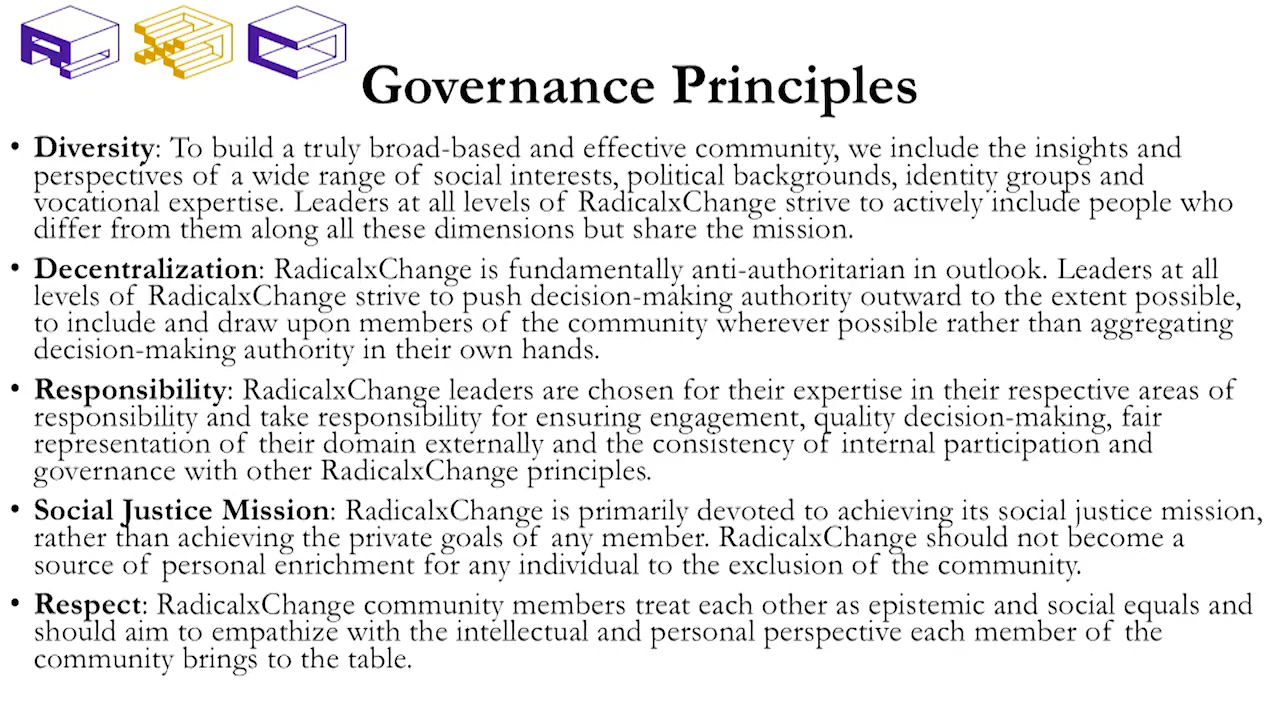 R x C
Governance Principles
• Diversity: To build a truly broad-based and effective community, we include the insights and
perspectives of a wide range of social interests, political backgrounds, identity groups and
vocational expertise. Leaders at all levels of RadicalxChange strive to actively include people who
differ from them along all these dimensions but share the mission.
• Decentralization: RadicalxChange is fundamentally anti-authoritarian in outlook. Leaders at all
levels of RadicalxChange strive to push decision-making authority outward to the extent possible,
to include and draw upon members of the community wherever possible rather than aggregating
decision-making authority in their own hands.
• Responsibility: RadicalxChange leaders are chosen for their expertise in their respective areas of
responsibility and take responsibility for ensuring engagement, quality decision-making, fair
representation of their domain externally and the consistency of internal participation and
governance with other RadicalxChange principles.
• Social Justice Mission: RadicalxChange is primarily devoted to achieving its social justice mission,
rather than achieving the private goals of any member. RadicalxChange should not become a
source of personal enrichment for any individual to the exclusion of the community.
• Respect: RadicalxChange community members treat each other as epistemic and social equals and
should aim to empathize with the intellectual and personal perspective each member of the
community brings to the table.